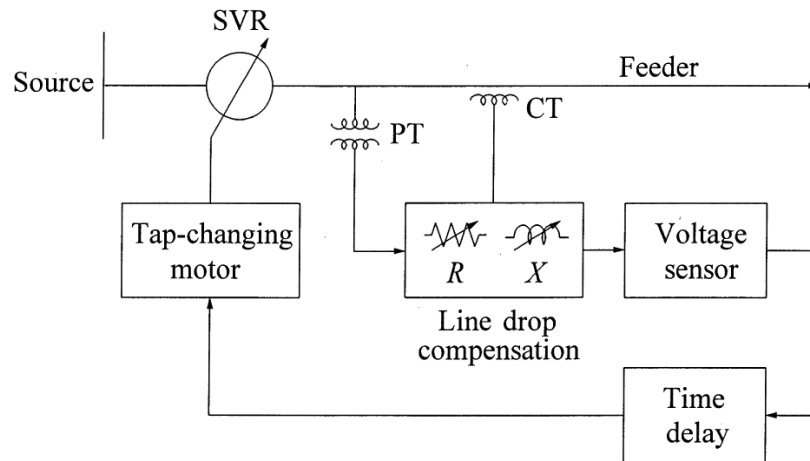 SVR
Source
Feeder
PT
CT
Tap-changing
motor
R X
Voltage
sensor
Line drop
compensation
Time
delay